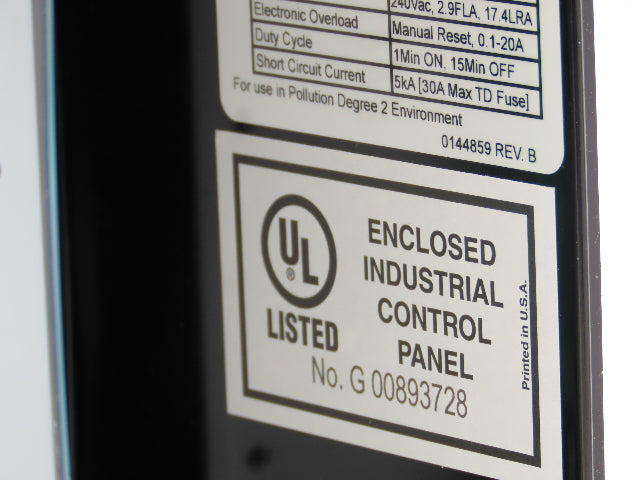 240Vac, 2.9FLA, 17.4LRA
Electronic Overload Manual Reset, 0.1-20A
Duty Cycle 1Min ON, 15Min OFF
Short Circuit Current 5kA [30A Max TD Fuse]
For use in Pollution Degree 2 Environment
0144859 REV. B
UL
®
LISTED
ENCLOSED
INDUSTRIAL
CONTROL
PANEL
No. G 00893728
Printed in U.S.A.